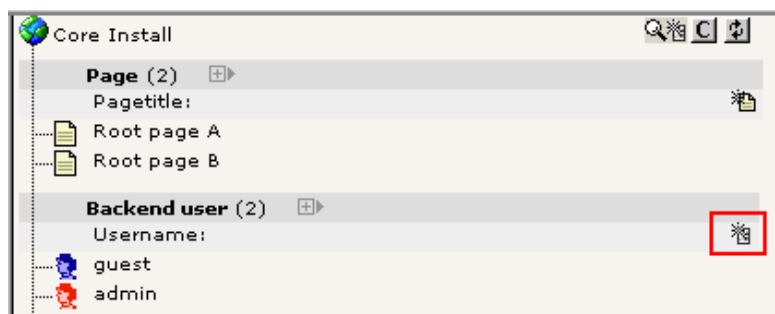 Core Install
C
Page (2)
Pagetitle:
Root page A
Root page B
Backend user (2)
Username:
guest
admin